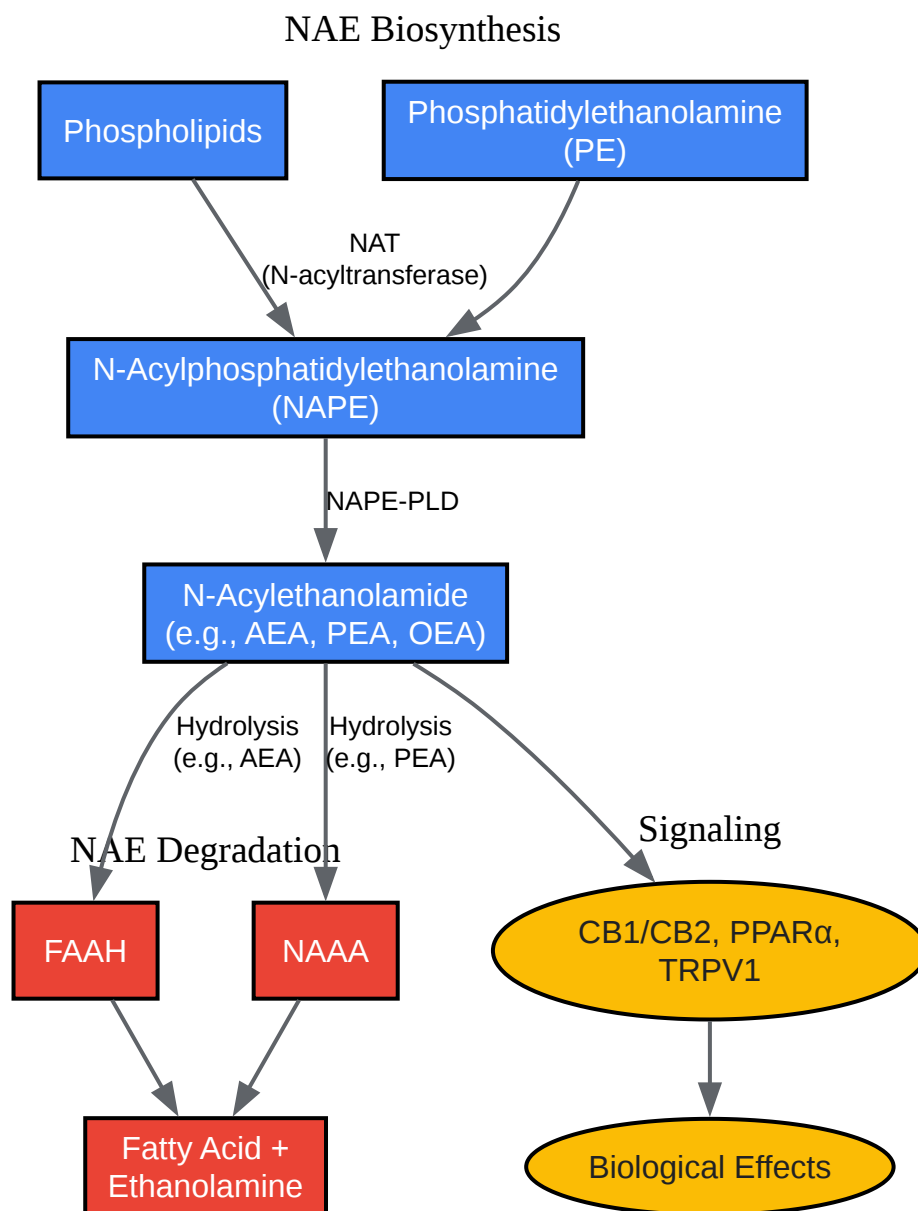 NAE Biosynthesis
Phospholipids
Phosphatidylethanolamine
(PE)
NAT
(N-acyltransferase)
N-Acylphosphatidylethanolamine
(NAPE)
NAPE-PLD
N-Acylethanolamide
(e.g., AEA, PEA, OEA)
Hydrolysis
(e.g., AEA)
Hydrolysis
(e.g., PEA)
NAE Degradation
Signaling
FAAH
NAAA
CB1/CB2, PPARα,
TRPV1
Fatty Acid +
Ethanolamine
Biological Effects